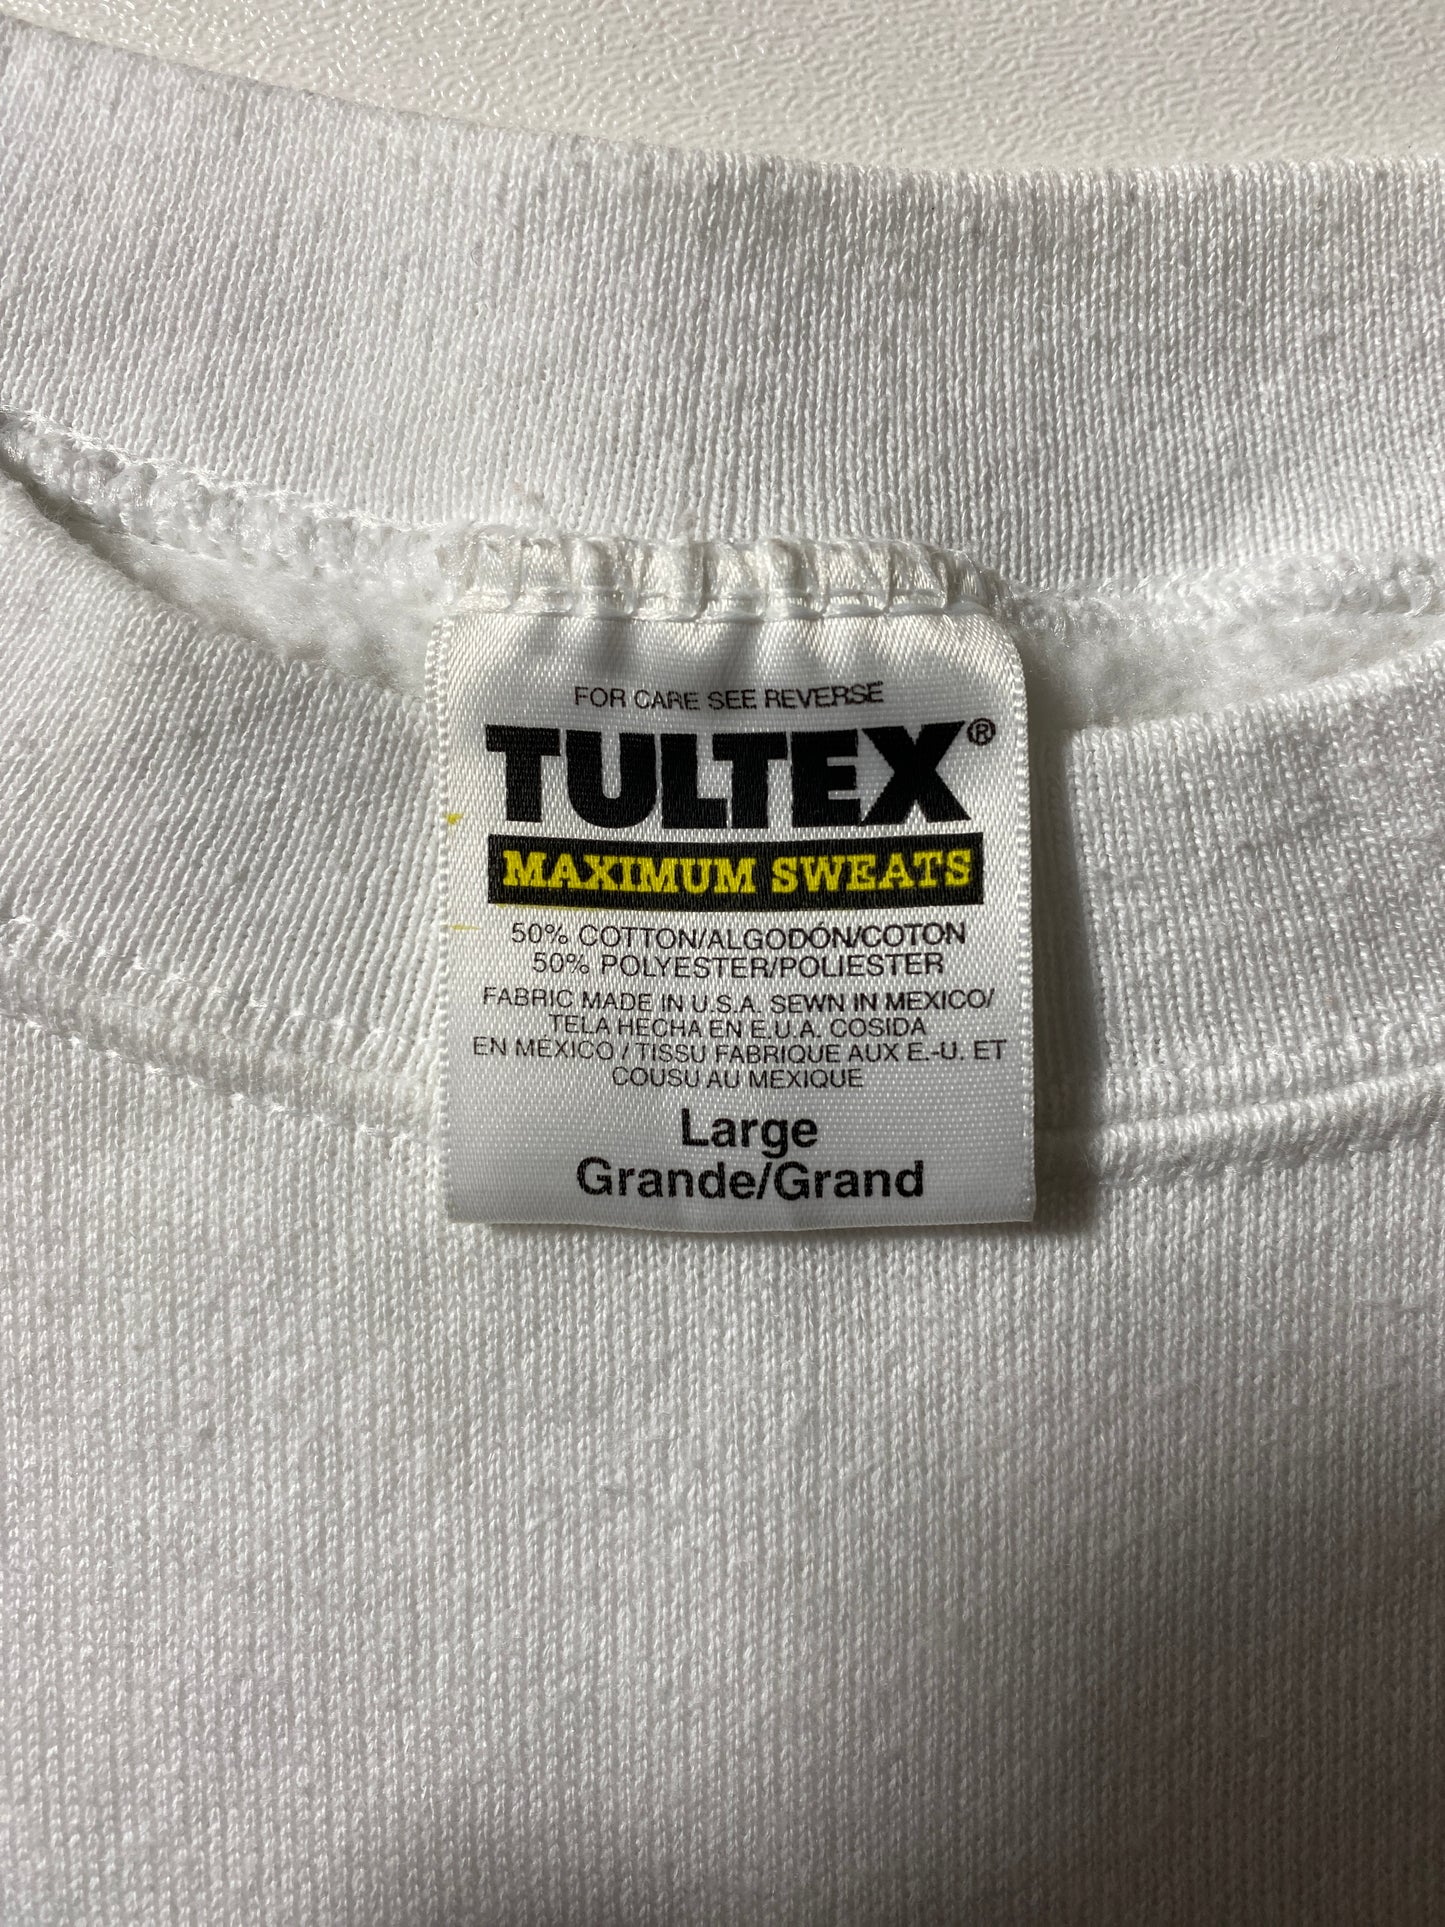 FOR CARE SEE REVERSE
TULTEX®
MAXIMUM SWEATS
50% COTTON/ALGODÓN/COTON
50% POLYESTER/POLIESTER
FABRIC MADE IN U.S.A. SEWN IN MEXICO/
TELA HECHA EN E.U.A. COSIDA
EN MEXICO / TISSU FABRIQUE AUX E.-U. ET
COUSU AU MEXIQUE
Large
Grande/Grand